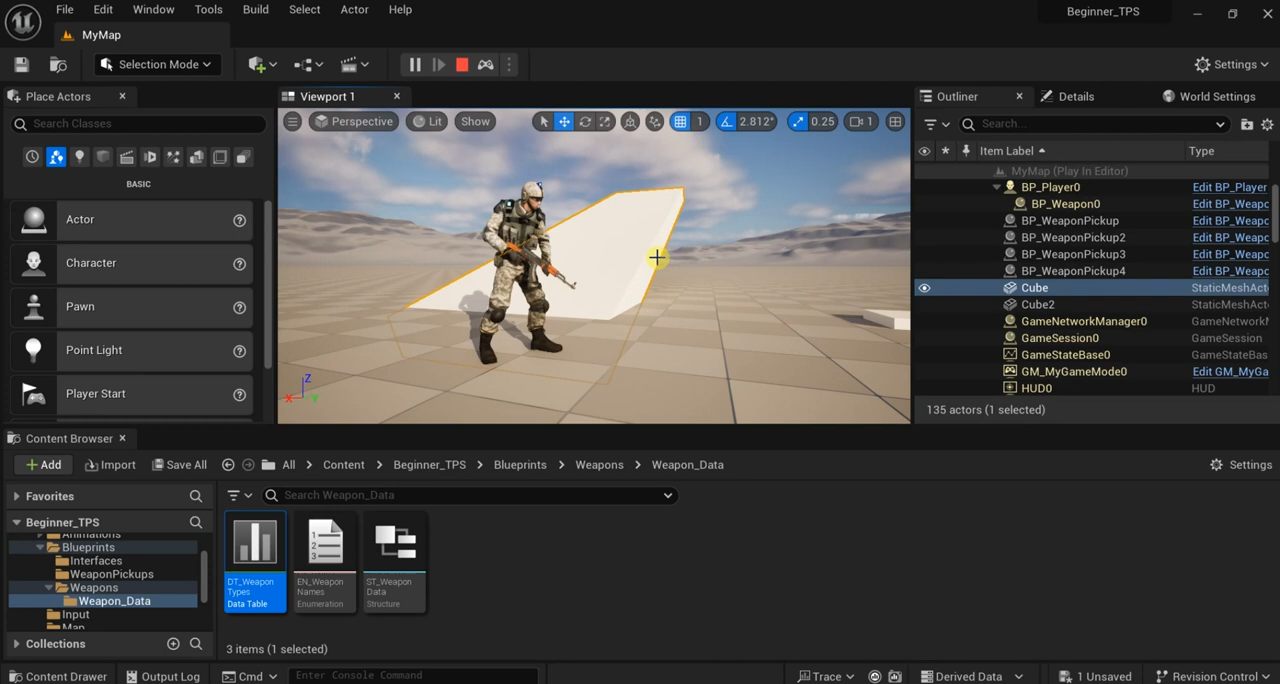 File Edit Window Tools Build Select Actor Help
Beginner_TPS
MyMap
Selection Mode
Settings
Place Actors
Viewport 1
Outliner
Details
World Settings
Search Classes
Perspective
Lit
Show
1
2.812°
0.25
1
Search...
Item Label
Type
BASIC
MyMap (Play In Editor)
BP_Player0 Edit BP_Player
BP_Weapon0 Edit BP_Weapo
BP_WeaponPickup Edit BP_Weapo
BP_WeaponPickup2 Edit BP_Weapo
BP_WeaponPickup3 Edit BP_Weapo
BP_WeaponPickup4 Edit BP_Weapo
Cube StaticMeshAct
Cube2 StaticMeshAct
GameNetworkManager0 GameNetworkM
GameSession0 GameSession
GameStateBase0 GameStateBas
GM_MyGameMode0 Edit GM_MyGa
HUD0 HUD
135 actors (1 selected)
Actor
Character
Pawn
Point Light
Player Start
Z
X
Y
Content Browser
Add
Import
Save All
All > Content > Beginner_TPS > Blueprints > Weapons > Weapon_Data
Settings
Favorites
Search Weapon_Data
Beginner_TPS
Animations
Blueprints
Interfaces
WeaponPickups
Weapons
Weapon_Data
Input
Map
Collections
DT_Weapon
Types
Data Table
EN_Weapon
Names
Enumeration
ST_Weapon
Data
Structure
3 items (1 selected)
Content Drawer
Output Log
Cmd
Enter Console Command
Trace
Derived Data
1 Unsaved
Revision Control